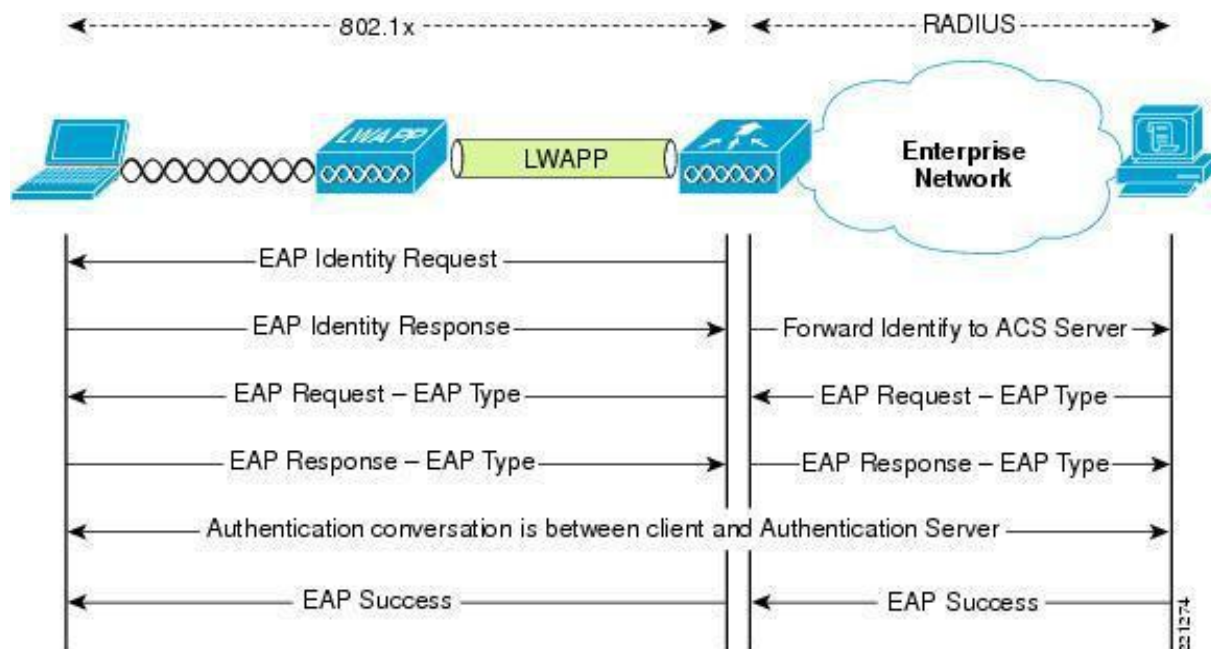 802.1x
RADIUS
LWAPP
LWAPP
Enterprise
Network
EAP Identity Request
EAP Identity Response
Forward Identify to ACS Server
EAP Request – EAP Type
EAP Request – EAP Type
EAP Response – EAP Type
EAP Response – EAP Type
Authentication conversation is between client and Authentication Server
EAP Success
EAP Success
221274